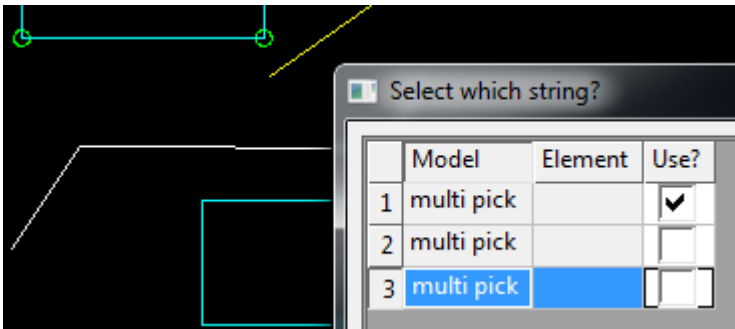 Select which string?
Model Element Use?
1 multi pick
2 multi pick
3 multi pick